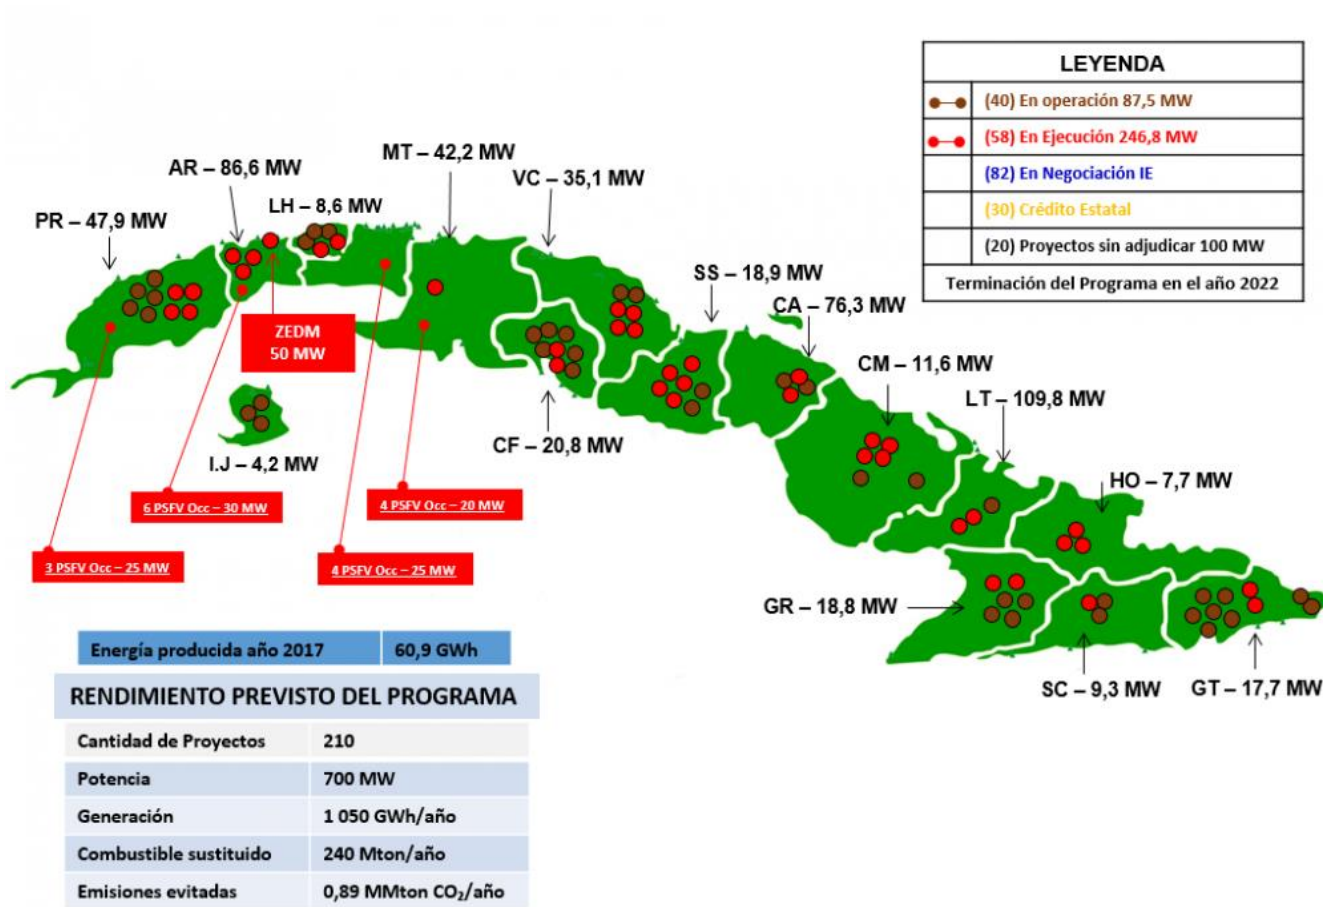 LEYENDA
(40) En operación 87,5 MW
(58) En Ejecución 246,8 MW
(82) En Negociación IE
(30) Crédito Estatal
(20) Proyectos sin adjudicar 100 MW
Terminación del Programa en el año 2022
PR – 47,9 MW
AR – 86,6 MW
LH – 8,6 MW
MT – 42,2 MW
VC – 35,1 MW
SS – 18,9 MW
CA – 76,3 MW
CM – 11,6 MW
LT – 109,8 MW
HO – 7,7 MW
ZEDM
50 MW
I.J – 4,2 MW
CF – 20,8 MW
6 PSFV Occ – 30 MW
4 PSFV Occ – 20 MW
3 PSFV Occ – 25 MW
4 PSFV Occ – 25 MW
GR – 18,8 MW
SC – 9,3 MW
GT – 17,7 MW
Energía producida año 2017 60,9 GWh
RENDIMIENTO PREVISTO DEL PROGRAMA
Cantidad de Proyectos 210
Potencia 700 MW
Generación 1 050 GWh/año
Combustible sustituido 240 Mton/año
Emisiones evitadas 0,89 MMton CO₂/año